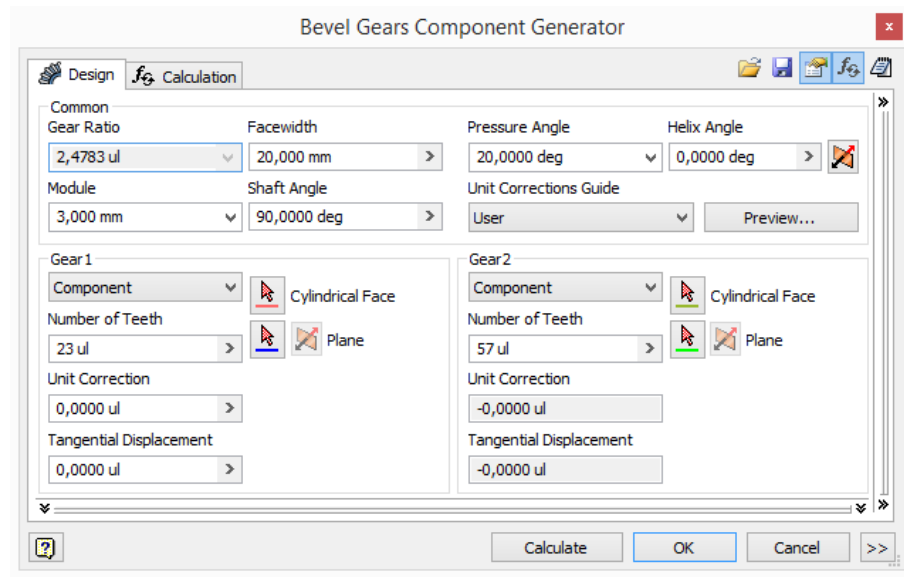 Bevel Gears Component Generator
x
Design Calculation
Common
Gear Ratio Facewidth Pressure Angle Helix Angle
2,4783 ul 20,000 mm 20,0000 deg 0,0000 deg
Module Shaft Angle Unit Corrections Guide
3,000 mm 90,0000 deg User Preview...
Gear1 Gear2
Component Cylindrical Face Component Cylindrical Face
Number of Teeth Number of Teeth
23 ul Plane 57 ul Plane
Unit Correction Unit Correction
0,0000 ul -0,0000 ul
Tangential Displacement Tangential Displacement
0,0000 ul -0,0000 ul
? Calculate OK Cancel >>